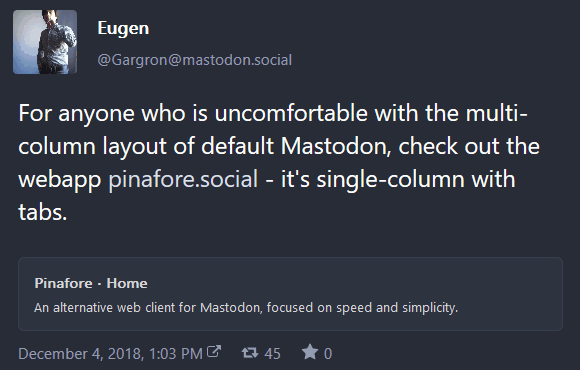 Eugen
@Gargron@mastodon.social
For anyone who is uncomfortable with the multi-
column layout of default Mastodon, check out the
webapp pinafore.social - it's single-column with
tabs.
Pinafore · Home
An alternative web client for Mastodon, focused on speed and simplicity.
December 4, 2018, 1:03 PM 45 0